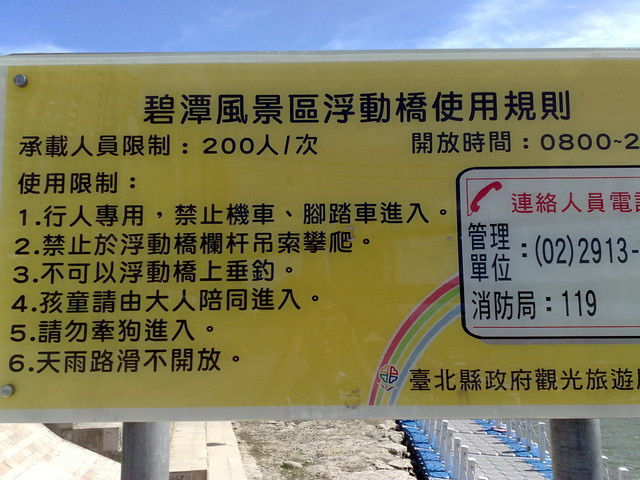 碧潭風景區浮動橋使用規則
承載人員限制：200人/次 開放時間：0800~2
使用限制：
1.行人專用，禁止機車、腳踏車進入。
2.禁止於浮動橋欄杆吊索攀爬。
3.不可以浮動橋上垂釣。
4.孩童請由大人陪同進入。
5.請勿牽狗進入。
6.天雨路滑不開放。
連絡人員電話
管理單位：(02)2913-
消防局：119
臺北縣政府觀光旅遊局